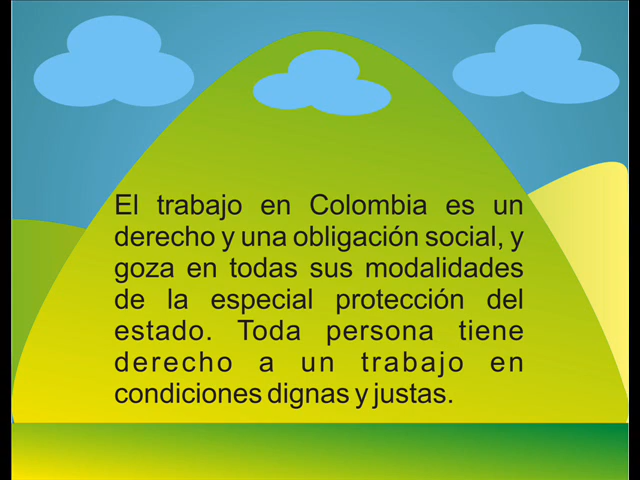 El trabajo en Colombia es un
derecho y una obligación social, y
goza en todas sus modalidades
de la especial protección del
estado. Toda persona tiene
derecho a un trabajo en
condiciones dignas y justas.